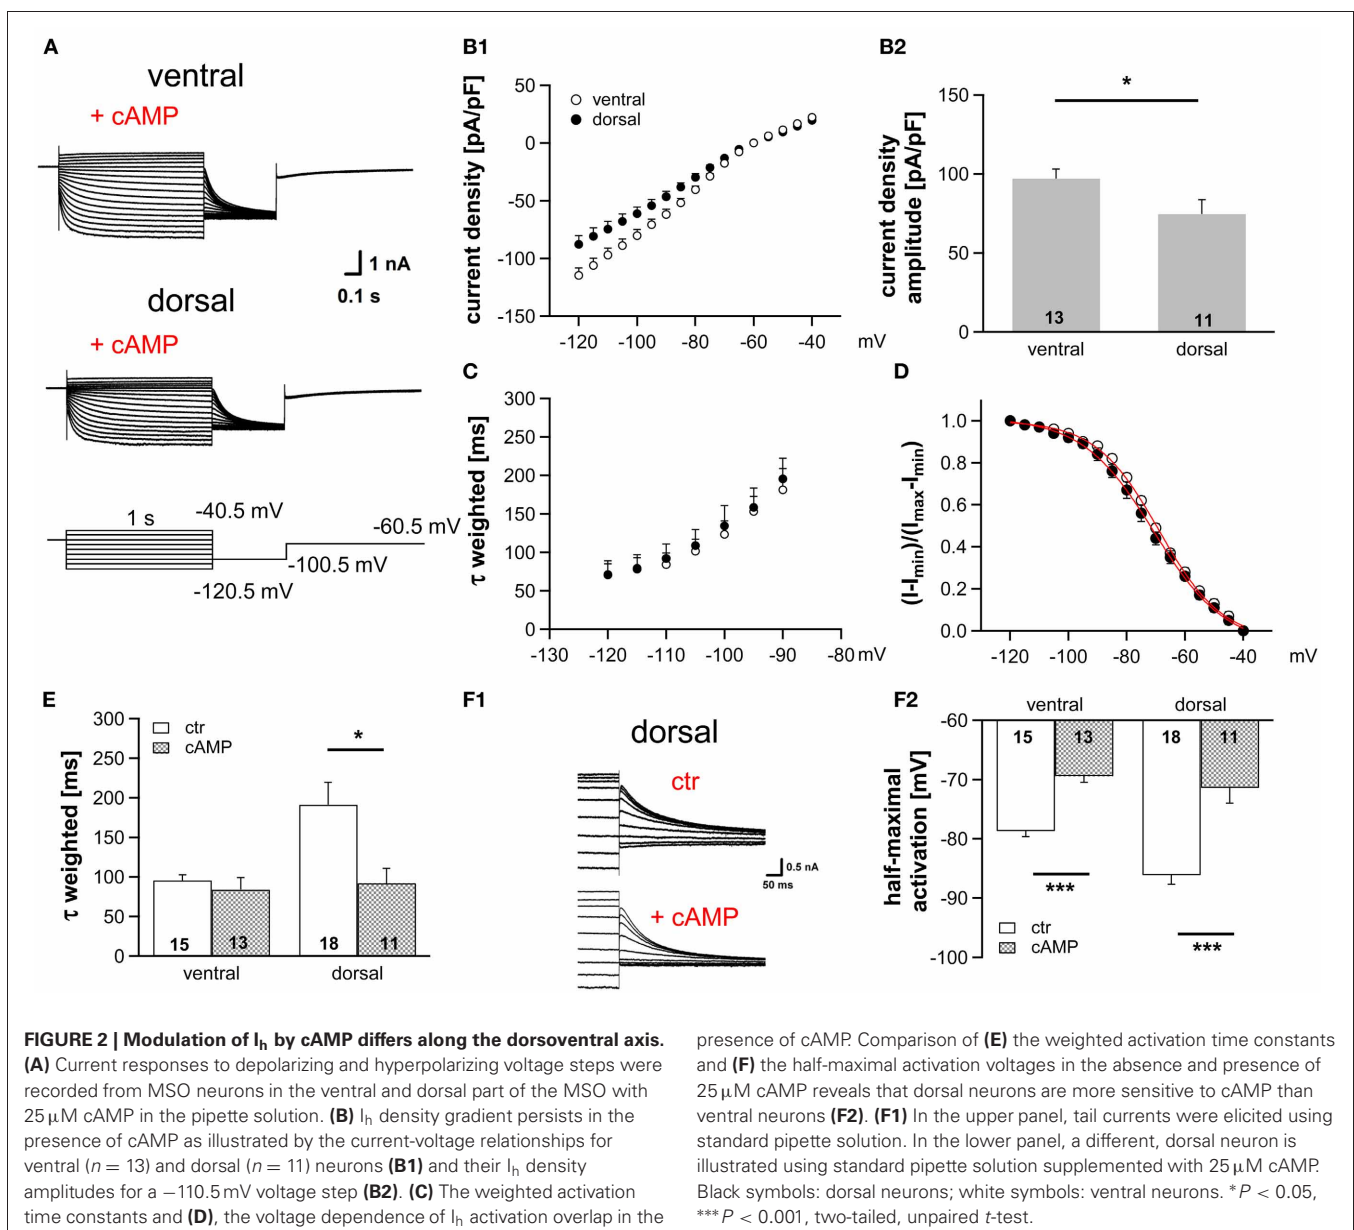 A
ventral
+ cAMP
1 nA
0.1 s
dorsal
+ cAMP
1 s
-40.5 mV
-60.5 mV
-100.5 mV
-120.5 mV
B1
current density [pA/pF]
50
0
-50
-100
-150
ventral
dorsal
-120 -100 -80 -60 -40 mV
B2
current density
amplitude [pA/pF]
150
100
50
0
*
13
11
ventral
dorsal
C
τ weighted [ms]
300
250
200
150
100
50
0
-130 -120 -110 -100 -90 -80 mV
D
(I-Imin)/(Imax-Imin)
1.0
0.8
0.6
0.4
0.2
0.0
-120 -100 -80 -60 -40 mV
E
τ weighted [ms]
300
250
200
150
100
50
0
ctr
cAMP
*
15 13 18 11
ventral dorsal
F1
dorsal
ctr
0.5 nA
50 ms
+ cAMP
F2
ventral dorsal
half-maximal
activation [mV]
-60
-70
-80
-90
-100
15 13 18 11
***
***
ctr
cAMP
FIGURE 2 | Modulation of Ih by cAMP differs along the dorsoventral axis.
(A) Current responses to depolarizing and hyperpolarizing voltage steps were
recorded from MSO neurons in the ventral and dorsal part of the MSO with
25 μM cAMP in the pipette solution. (B) Ih density gradient persists in the
presence of cAMP as illustrated by the current-voltage relationships for
ventral (n = 13) and dorsal (n = 11) neurons (B1) and their Ih density
amplitudes for a −110.5 mV voltage step (B2). (C) The weighted activation
time constants and (D), the voltage dependence of Ih activation overlap in the
presence of cAMP. Comparison of (E) the weighted activation time constants
and (F) the half-maximal activation voltages in the absence and presence of
25 μM cAMP reveals that dorsal neurons are more sensitive to cAMP than
ventral neurons (F2). (F1) In the upper panel, tail currents were elicited using
standard pipette solution. In the lower panel, a different, dorsal neuron is
illustrated using standard pipette solution supplemented with 25 μM cAMP.
Black symbols: dorsal neurons; white symbols: ventral neurons. *P < 0.05,
***P < 0.001, two-tailed, unpaired t-test.